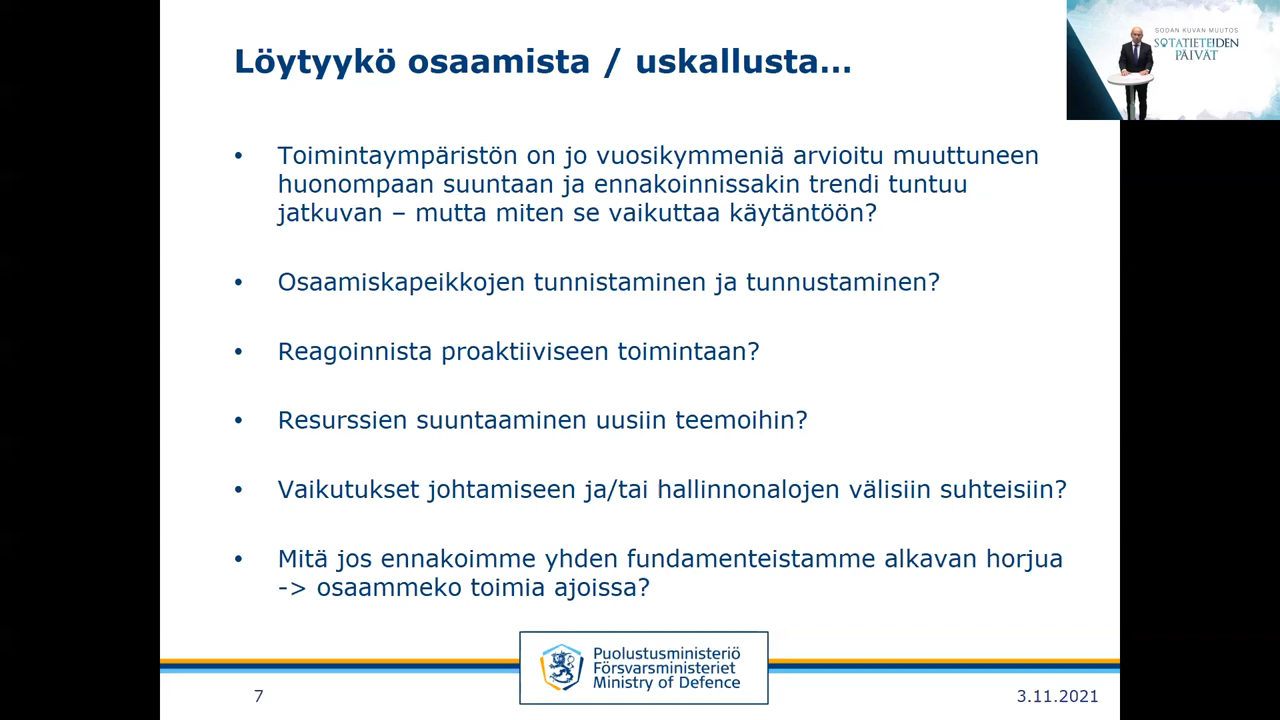 Löytyykö osaamista / uskallusta...
SODAN KUVAN MUUTOS
SOTATIETEIDEN
PÄIVÄT
• Toimintaympäristön on jo vuosikymmeniä arvioitu muuttuneen
huonompaan suuntaan ja ennakoinnissakin trendi tuntuu
jatkuvan – mutta miten se vaikuttaa käytäntöön?
• Osaamiskapeikkojen tunnistaminen ja tunnustaminen?
• Reagoinnista proaktiiviseen toimintaan?
• Resurssien suuntaaminen uusiin teemoihin?
• Vaikutukset johtamiseen ja/tai hallinnonalojen välisiin suhteisiin?
• Mitä jos ennakoimme yhden fundamenteistamme alkavan horjua
-> osaammeko toimia ajoissa?
Puolustusministeriö
Försvarsministeriet
Ministry of Defence
7
3.11.2021